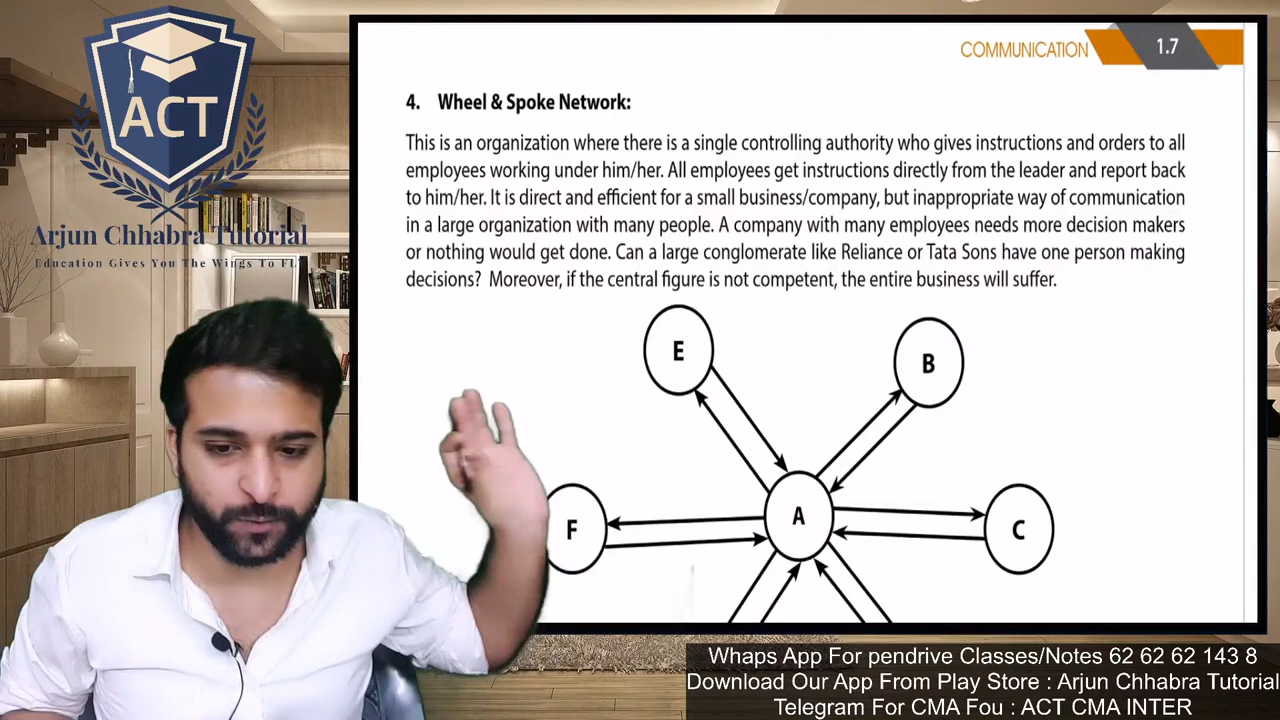 ACT
Arjun Chhabra Tutorial
Education Gives You The Wings To
COMMUNICATION 1.7
4. Wheel & Spoke Network:
This is an organization where there is a single controlling authority who gives instructions and orders to all
employees working under him/her. All employees get instructions directly from the leader and report back
to him/her. It is direct and efficient for a small business/company, but inappropriate way of communication
in a large organization with many people. A company with many employees needs more decision makers
or nothing would get done. Can a large conglomerate like Reliance or Tata Sons have one person making
decisions? Moreover, if the central figure is not competent, the entire business will suffer.
E
B
F
A
C
Whaps App For pendrive Classes/Notes 62 62 62 143 8
Download Our App From Play Store : Arjun Chhabra Tutorial
Telegram For CMA Fou : ACT CMA INTER